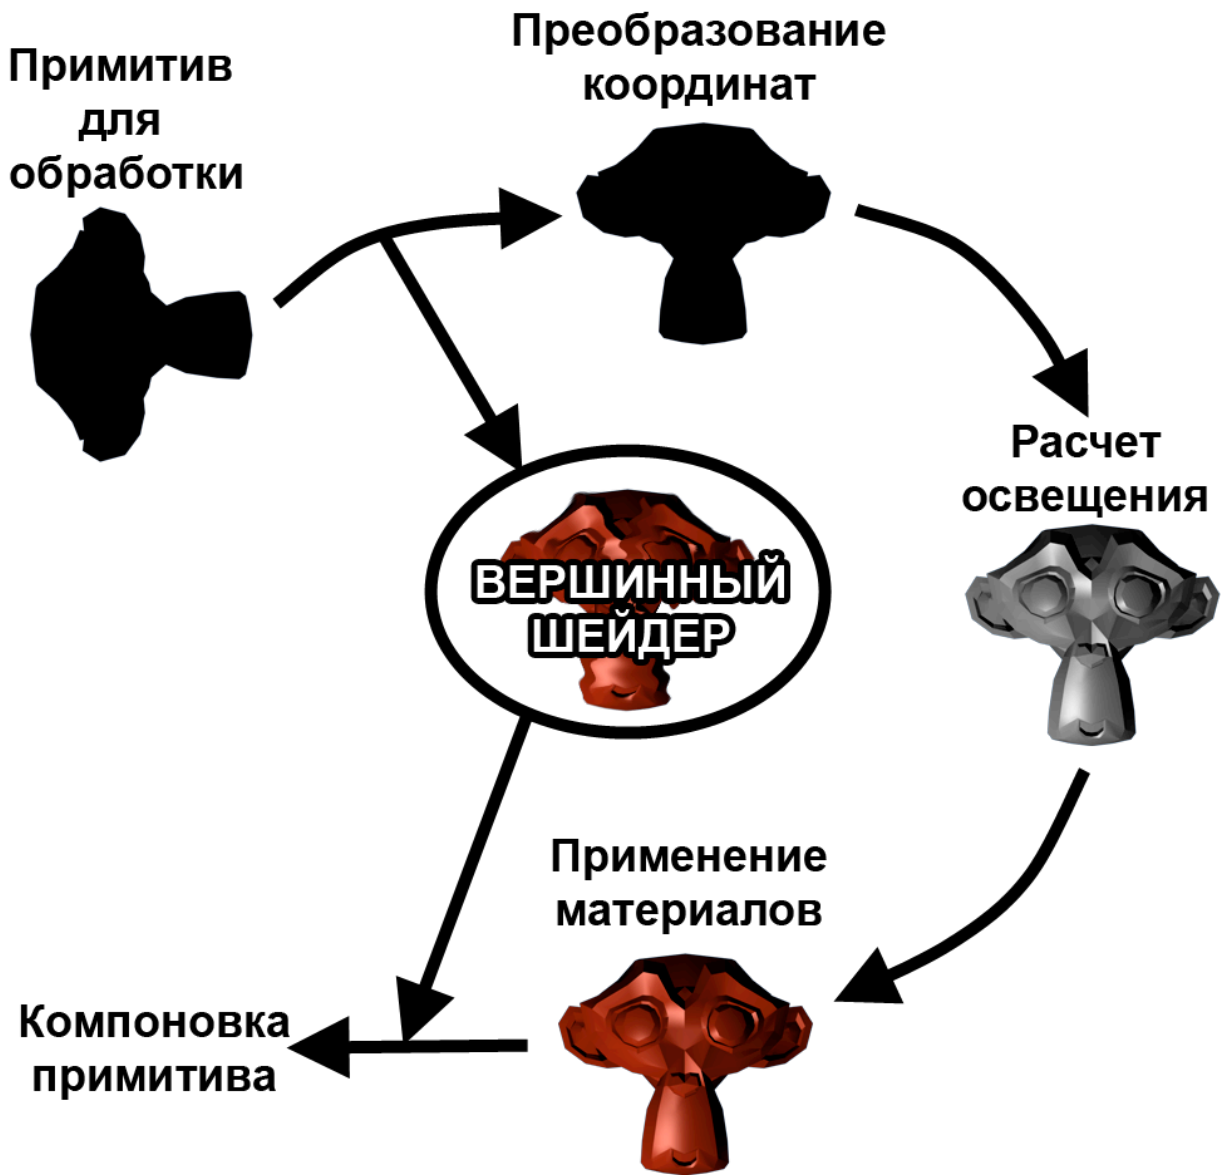 Примитив
для
обработки
Преобразование
координат
Расчет
освещения
ВЕРШИННЫЙ
ШЕЙДЕР
Применение
материалов
Компоновка
примитива